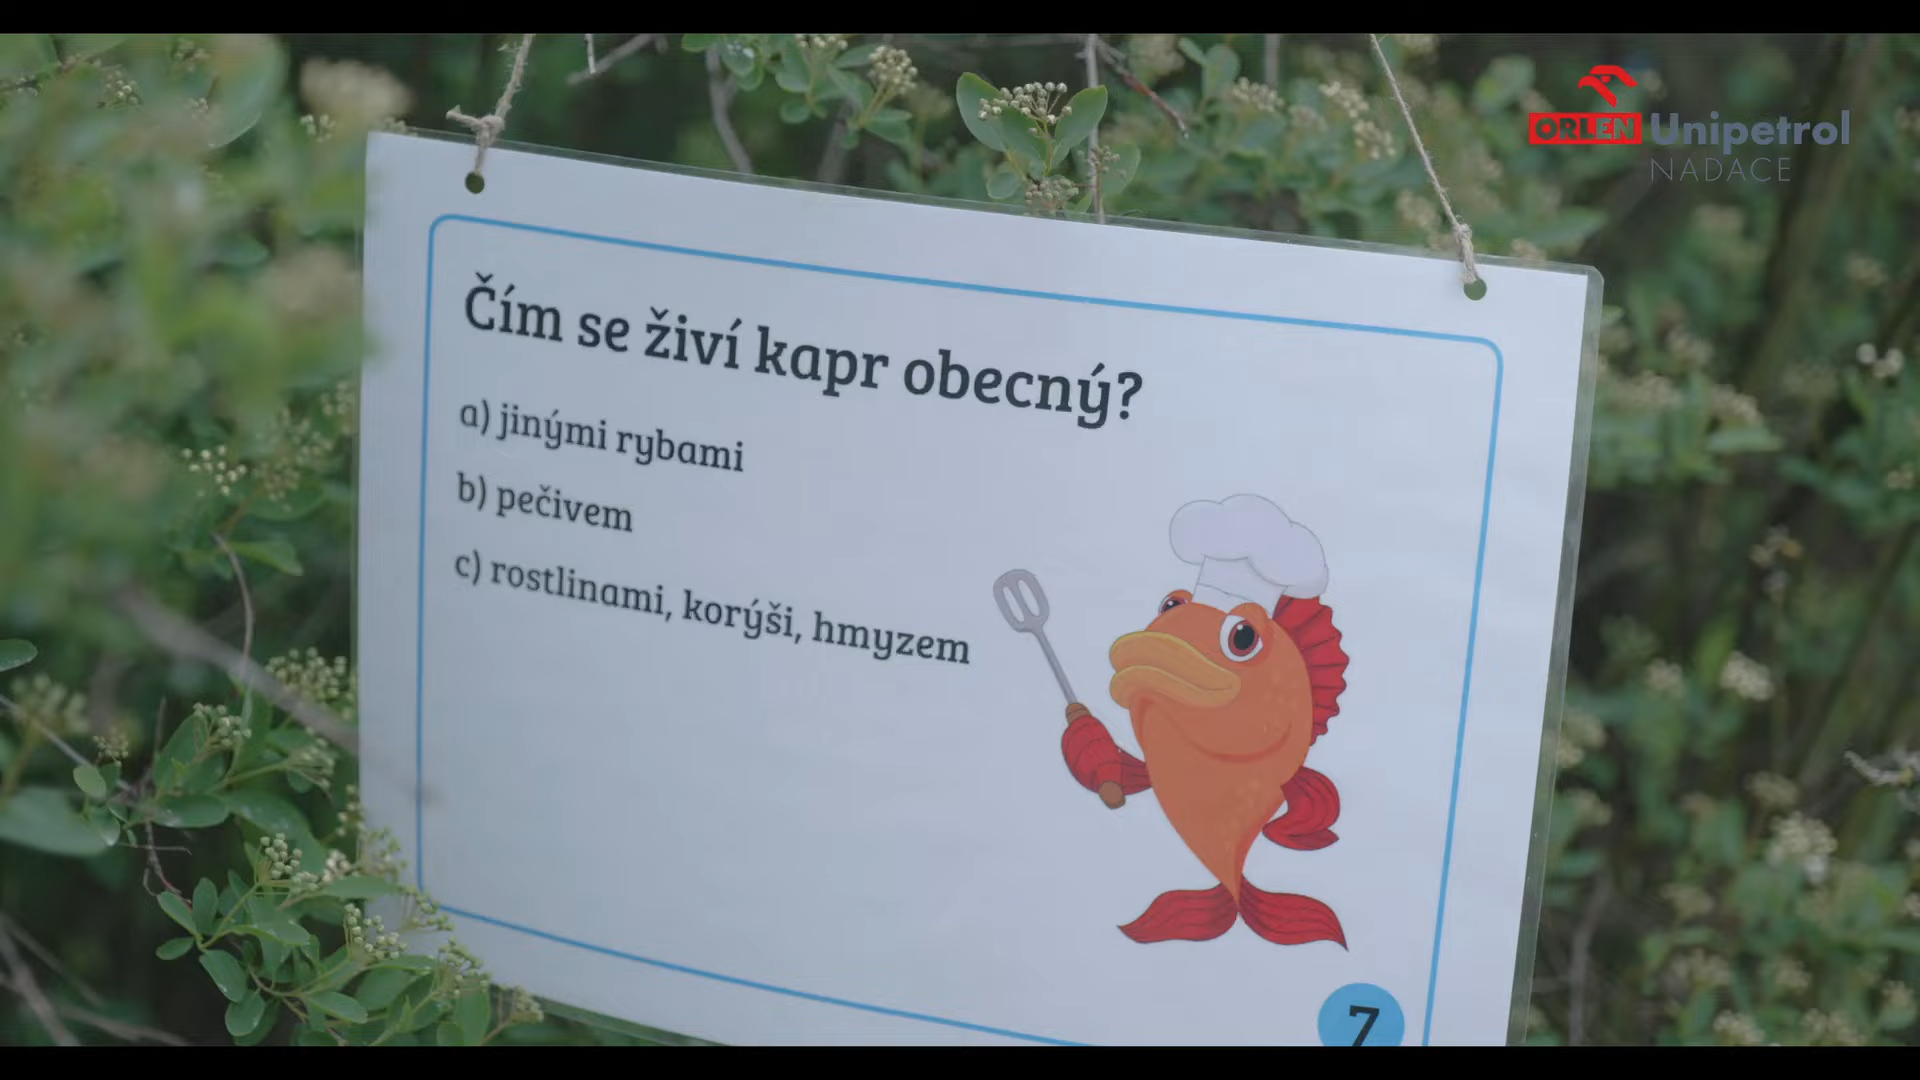 ORLEN Unipetrol
NADACE
Čím se živí kapr obecný?
a) jinými rybami
b) pečivem
c) rostlinami, korýši, hmyzem
7